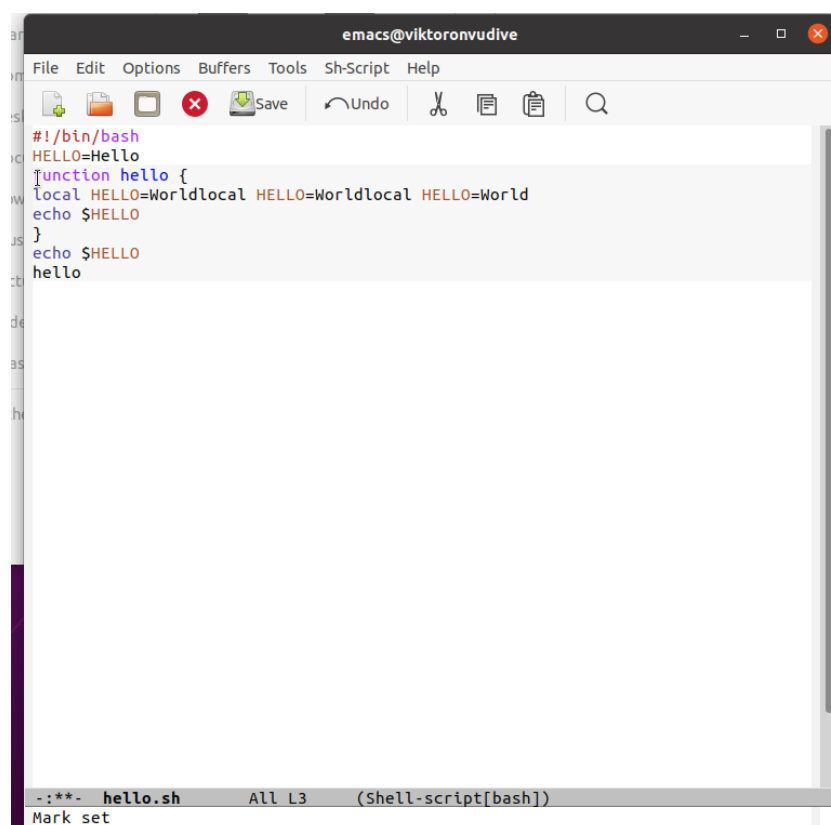 emacs@viktoronvudive
File Edit Options Buffers Tools Sh-Script Help
Save Undo
#!/bin/bash
HELLO=Hello
function hello {
local HELLO=Worldlocal HELLO=Worldlocal HELLO=World
echo $HELLO
}
echo $HELLO
hello
-:**- hello.sh All L3 (Shell-script[bash])
Mark set